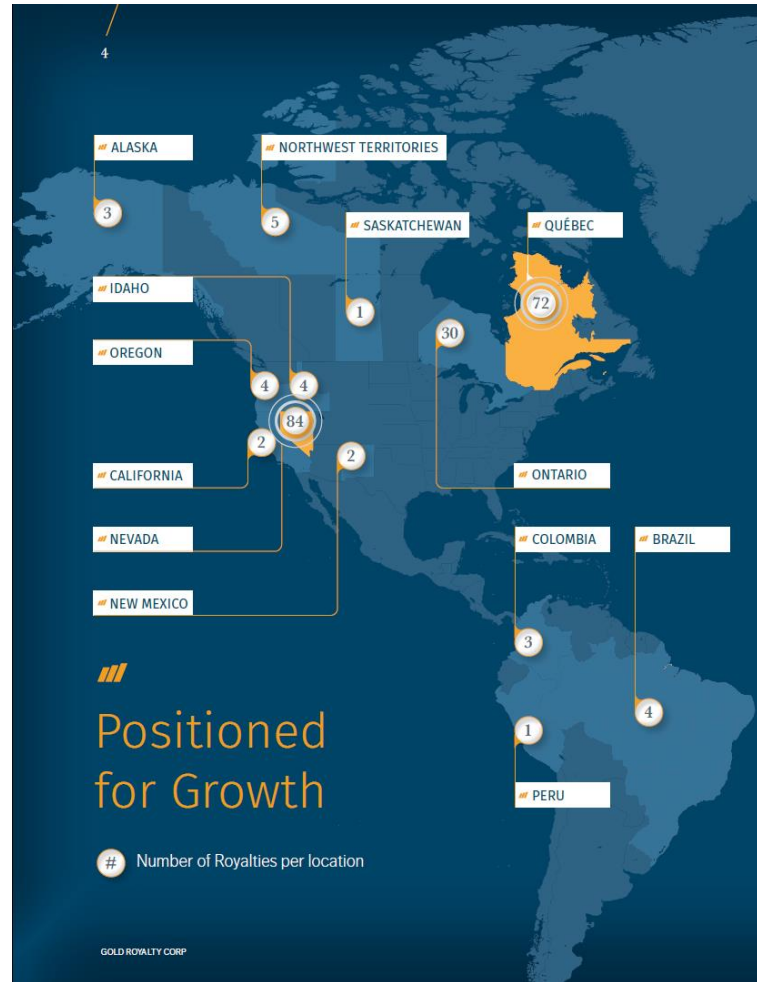 4
ALASKA
NORTHWEST TERRITORIES
3
5
SASKATCHEWAN
QUÉBEC
IDAHO
72
1
30
OREGON
4
4
84
2
2
CALIFORNIA
ONTARIO
NEVADA
COLOMBIA
BRAZIL
NEW MEXICO
3
4
1
Positioned
for Growth
PERU
# Number of Royalties per location
GOLD ROYALTY CORP